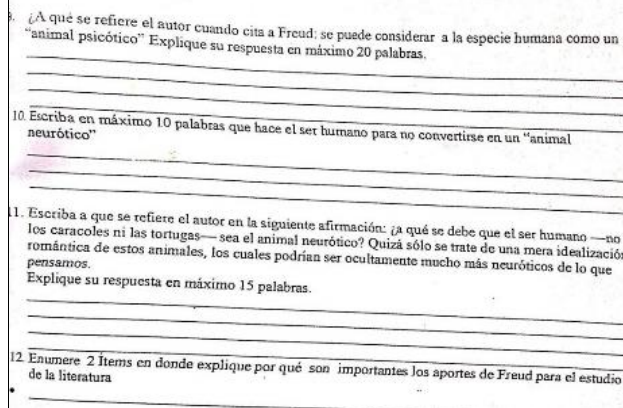 9. ¿A qué se refiere el autor cuando cita a Freud: se puede considerar a la especie humana como un
“animal psicótico” Explique su respuesta en máximo 20 palabras.
10. Escriba en máximo 10 palabras que hace el ser humano para no convertirse en un “animal
neurótico”
11. Escriba a que se refiere el autor en la siguiente afirmación: ¿a qué se debe que el ser humano —no
los caracoles ni las tortugas— sea el animal neurótico? Quizá sólo se trate de una mera idealizació
romántica de estos animales, los cuales podrían ser ocultamente mucho más neuróticos de lo que
pensamos.
Explique su respuesta en máximo 15 palabras.
12. Enumere 2 Ítems en donde explique por qué son importantes los aportes de Freud para el estudio
de la literatura